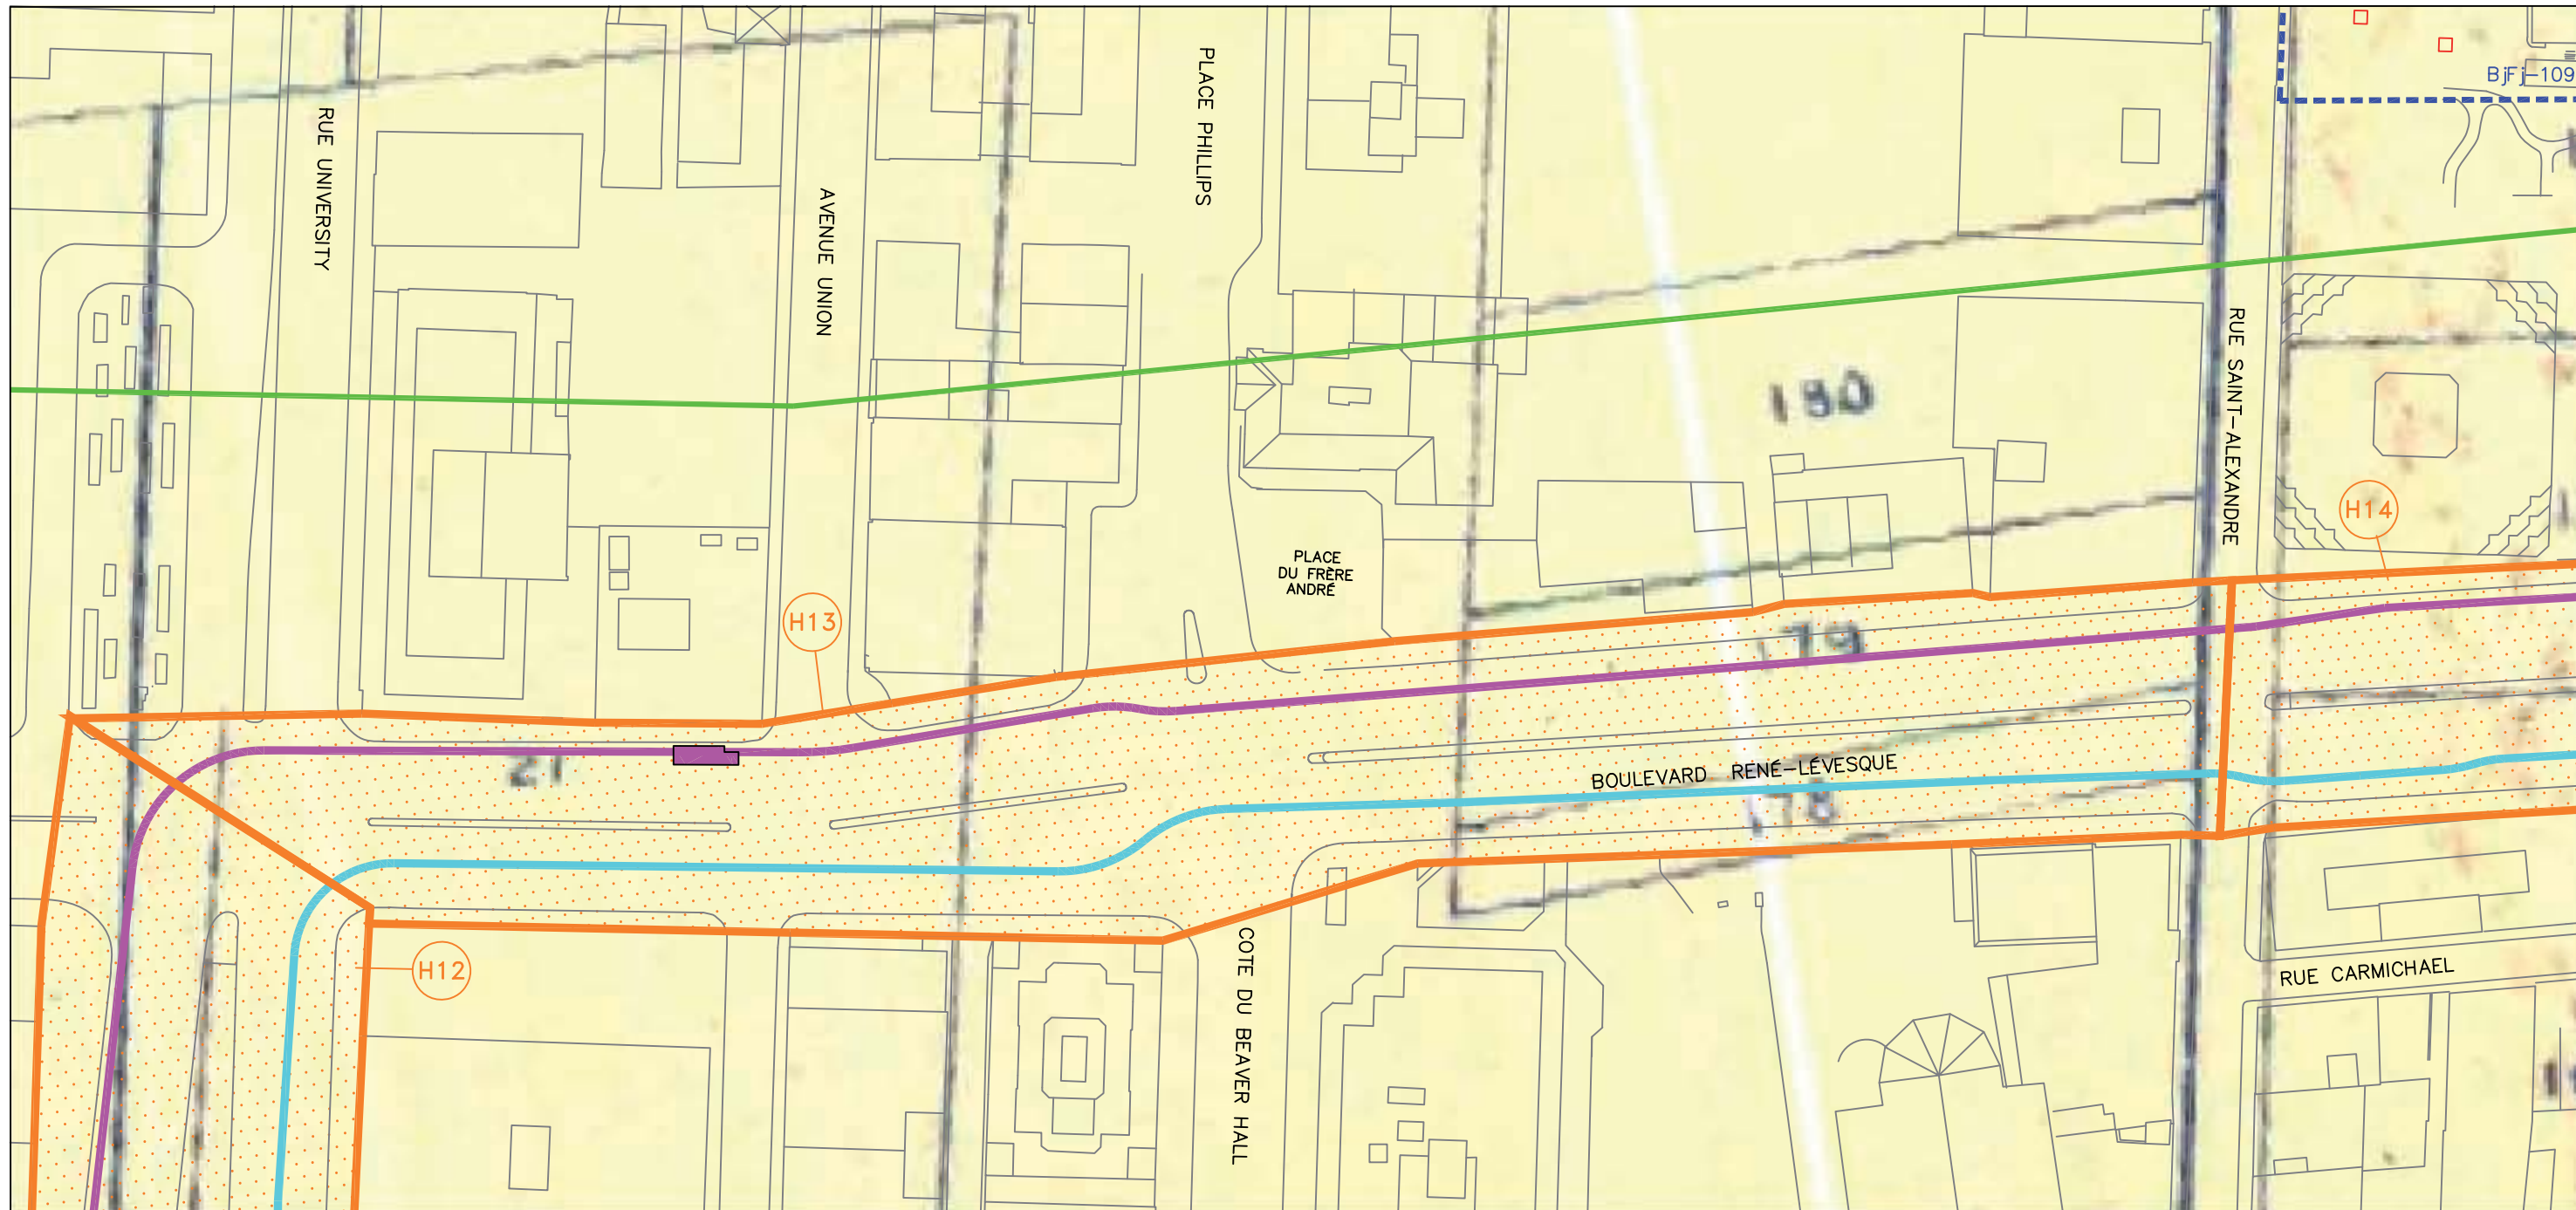 BjFj-109
RUE UNIVERSITY
AVENUE UNION
PLACE PHILLIPS
RUE SAINT-ALEXANDRE
180
H14
PLACE
DU FRÈRE
ANDRÉ
H13
179
21
BOULEVARD RENÉ-LÉVESQUE
178
H12
COTE DU BEAVER HALL
RUE CARMICHAEL